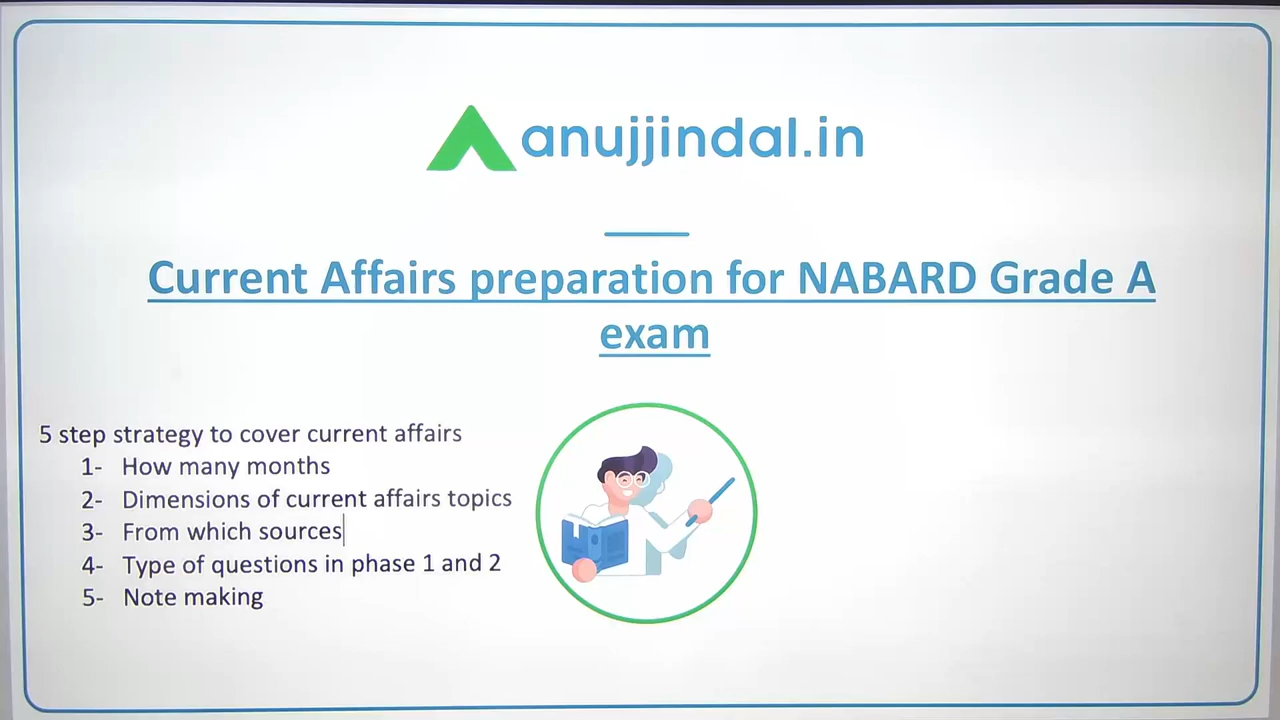 anujjindal.in
Current Affairs preparation for NABARD Grade A
exam
5 step strategy to cover current affairs
1- How many months
2- Dimensions of current affairs topics
3- From which sources
4- Type of questions in phase 1 and 2
5- Note making